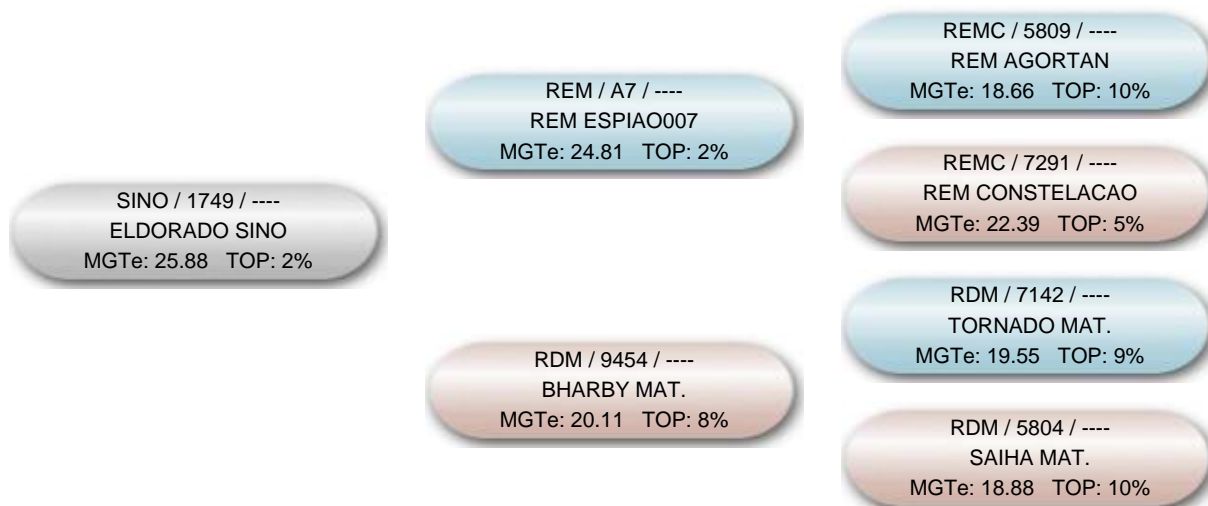 SINO / 1749 / ----
ELDORADO SINO
MGTe: 25.88 TOP: 2%
REM / A7 / ----
REM ESPIAO007
MGTe: 24.81 TOP: 2%
RDM / 9454 / ----
BHARBY MAT.
MGTe: 20.11 TOP: 8%
REMC / 5809 / ----
REM AGORTAN
MGTe: 18.66 TOP: 10%
REMC / 7291 / ----
REM CONSTELACAO
MGTe: 22.39 TOP: 5%
RDM / 7142 / ----
TORNADO MAT.
MGTe: 19.55 TOP: 9%
RDM / 5804 / ----
SAIHA MAT.
MGTe: 18.88 TOP: 10%